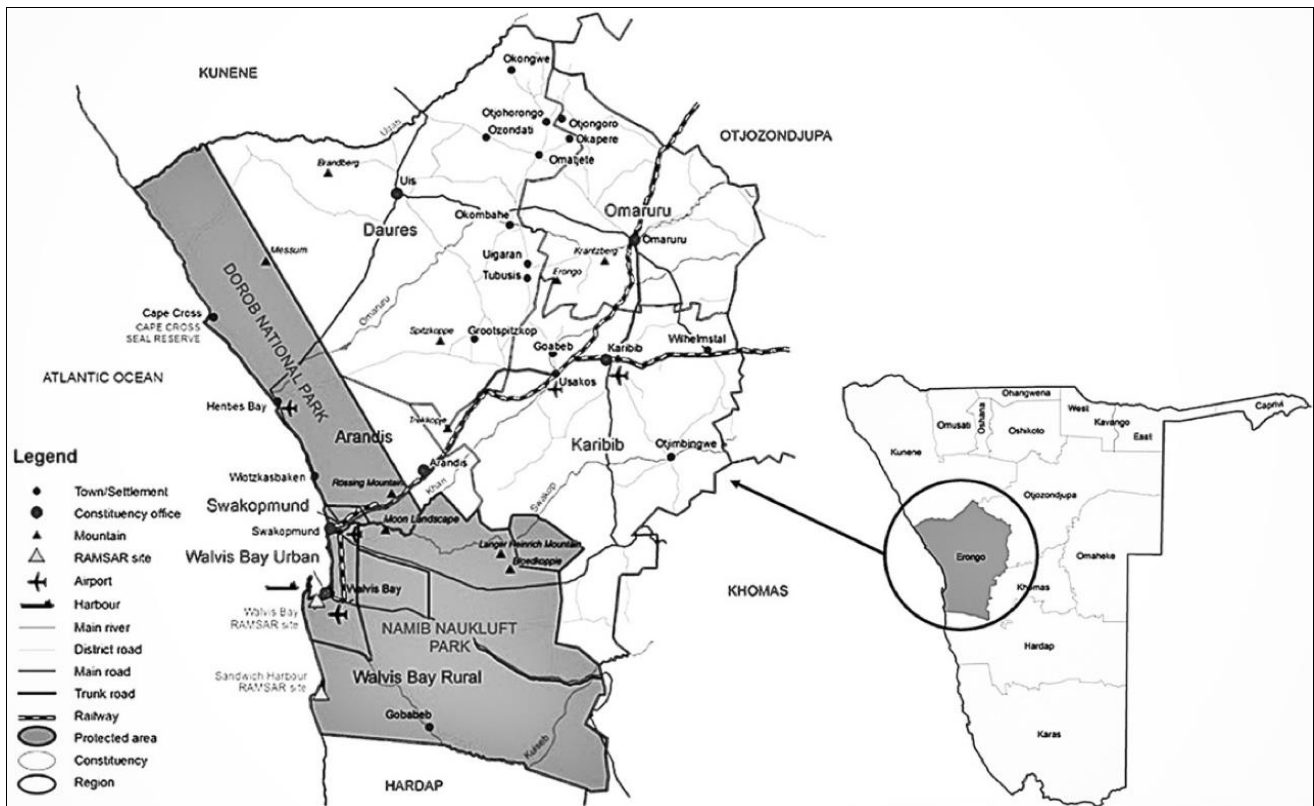 KUNENE
Okongwe
Otjohorongo
Otjongoro
Ozondati
Okapere
OTJOZONDJUPA
Omatjete
Brandberg
Ugab
Uis
Okombahe
Omaruru
Daures
Omaruru
Messum
Uigaran
Krantzberg
Tubusis
Erongo
DOROB NATIONAL PARK
Omaruru
Cape Cross
CAPE CROSS
SEAL RESERVE
Spitzkoppe
Grootspitzkop
Goabeb
Karibib
Wilhelmstal
ATLANTIC OCEAN
Usakos
Henties Bay
Trekkopje
Arandis
Karibib
Otjimbingwe
Arandis
Khan
Wlotzkasbaken
Rossing Mountain
Swakop
Swakopmund
Swakopmund
Moon Landscape
Langer Heinrich Mountain
Bloedkoppie
Walvis Bay Urban
Walvis Bay
Walvis Bay
RAMSAR site
NAMIB NAUKLUFT
PARK
KHOMAS
Sandwich Harbour
RAMSAR site
Walvis Bay Rural
Gobabeb
Kuiseb
HARDAP
Legend
Town/Settlement
Constituency office
Mountain
RAMSAR site
Airport
Harbour
Main river
District road
Main road
Trunk road
Railway
Protected area
Constituency
Region
Ohangwena
Caprivi
Omusati
Oshana
Oshikoto
West
Kavango
East
Kunene
Otjozondjupa
Erongo
Omaheke
Khomas
Hardap
Karas